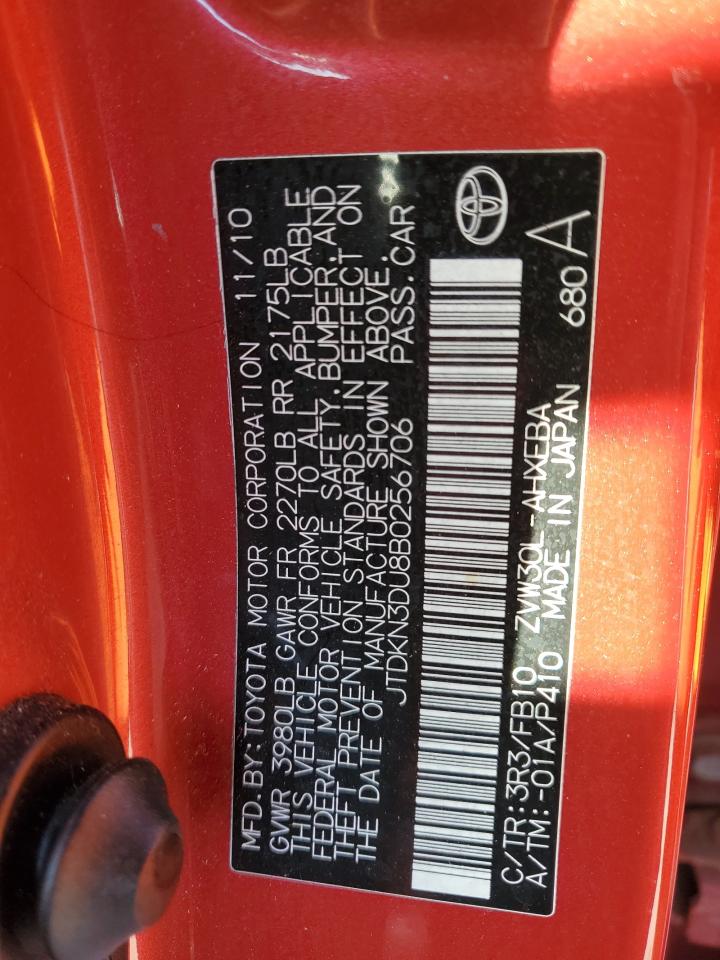 MFD. BY: TOYOTA MOTOR CORPORATION 11/10
GVWR 3980LB GAWR FR 2270LB RR 2175LB
THIS VEHICLE CONFORMS TO ALL APPLICABLE
FEDERAL MOTOR VEHICLE SAFETY, BUMPER, AND
THEFT PREVENTION STANDARDS IN EFFECT ON
THE DATE OF MANUFACTURE SHOWN ABOVE.
JTDKN3DU8B0256706 PASS. CAR
C/TR: 3R3/FB10 ZVW30L-AHXEBA
A/TM: -01A/P410 MADE IN JAPAN 680 A